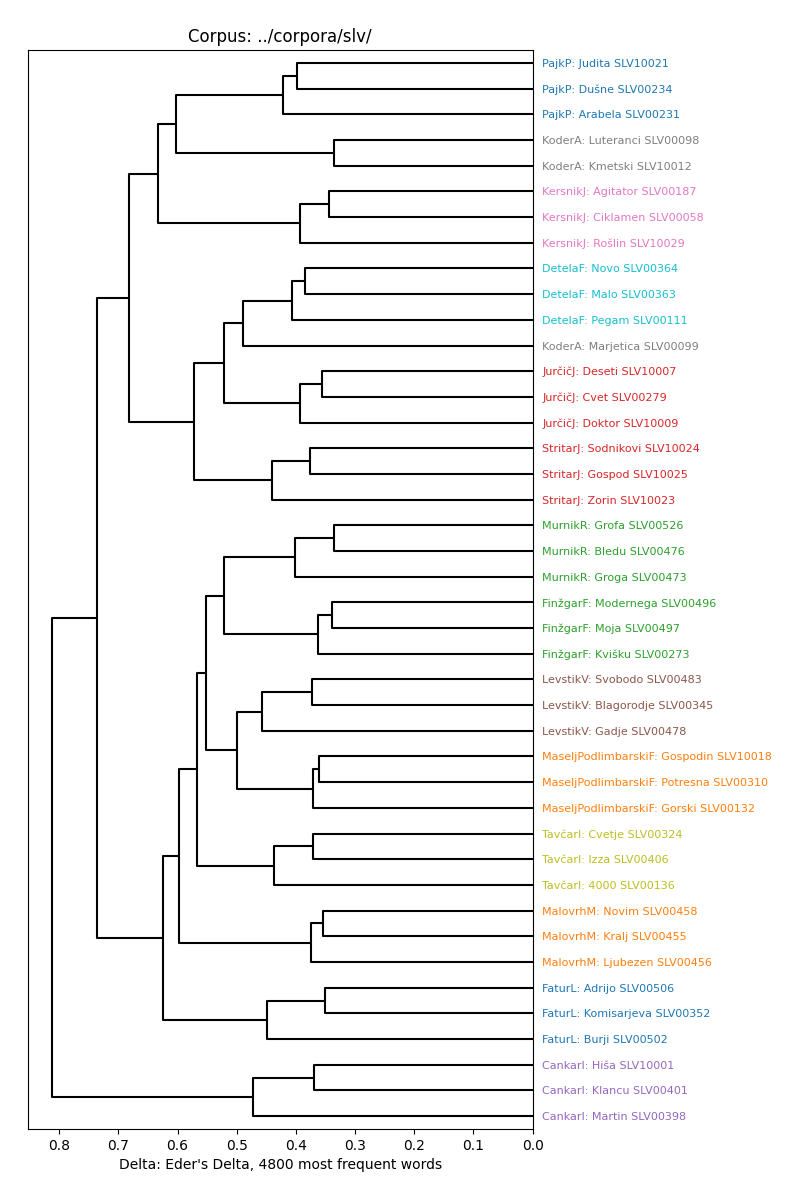 Corpus: ../corpora/slv/
PajkP: Judita SLV10021
PajkP: Dušne SLV00234
PajkP: Arabela SLV00231
KoderA: Luteranci SLV00098
KoderA: Kmetski SLV10012
KersnikJ: Agitator SLV00187
KersnikJ: Ciklamen SLV00058
KersnikJ: Rošlin SLV10029
DetelaF: Novo SLV00364
DetelaF: Malo SLV00363
DetelaF: Pegam SLV00111
KoderA: Marjetica SLV00099
JurčičJ: Deseti SLV10007
JurčičJ: Cvet SLV00279
JurčičJ: Doktor SLV10009
StritarJ: Sodnikovi SLV10024
StritarJ: Gospod SLV10025
StritarJ: Zorin SLV10023
MurnikR: Grofa SLV00526
MurnikR: Bledu SLV00476
MurnikR: Groga SLV00473
FinžgarF: Modernega SLV00496
FinžgarF: Moja SLV00497
FinžgarF: Kvišku SLV00273
LevstikV: Svobodo SLV00483
LevstikV: Blagorodje SLV00345
LevstikV: Gadje SLV00478
MaseljPodlimbarskiF: Gospodin SLV10018
MaseljPodlimbarskiF: Potresna SLV00310
MaseljPodlimbarskiF: Gorski SLV00132
TavčarI: Cvetje SLV00324
TavčarI: Izza SLV00406
TavčarI: 4000 SLV00136
MalovrhM: Novim SLV00458
MalovrhM: Kralj SLV00455
MalovrhM: Ljubezen SLV00456
FaturL: Adrijo SLV00506
FaturL: Komisarjeva SLV00352
FaturL: Burji SLV00502
CankarI: Hiša SLV10001
CankarI: Klancu SLV00401
CankarI: Martin SLV00398
0.8 0.7 0.6 0.5 0.4 0.3 0.2 0.1 0.0
Delta: Eder's Delta, 4800 most frequent words